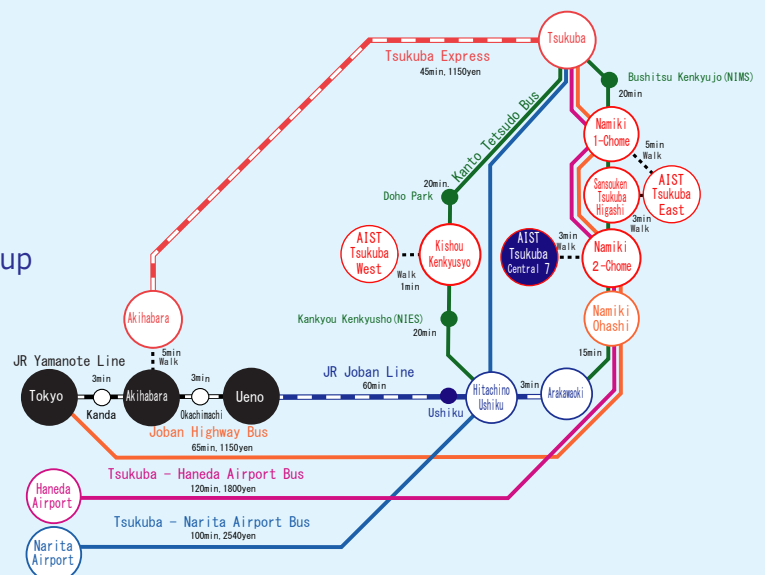 Tsukuba
Tsukuba Express
45min, 1150yen
Bushitsu Kenkyujo(NIMS)
20min
Kanto Tetsudo Bus
Namiki
1-Chome
5min
Walk
20min.
Doho Park
Sansouken
Tsukuba
Higashi
AIST
Tsukuba
East
3min
Walk
up
AIST
Tsukuba
West
Walk
1min
Kishou
Kenkyusyo
AIST
Tsukuba
Central 7
3min
Walk
Namiki
2-Chome
Akihabara
Kankyou Kenkyusho(NIES)
20min
Namiki
Ohashi
15min
5min
Walk
JR Yamanote Line
Tokyo
3min
Kanda
Akihabara
3min
Okachimachi
Ueno
JR Joban Line
60min
Ushiku
Hitachino
Ushiku
3min
Arakawaoki
Joban Highway Bus
65min, 1150yen
Haneda
Airport
Tsukuba - Haneda Airport Bus
120min, 1800yen
Narita
Airport
Tsukuba - Narita Airport Bus
100min, 2540yen